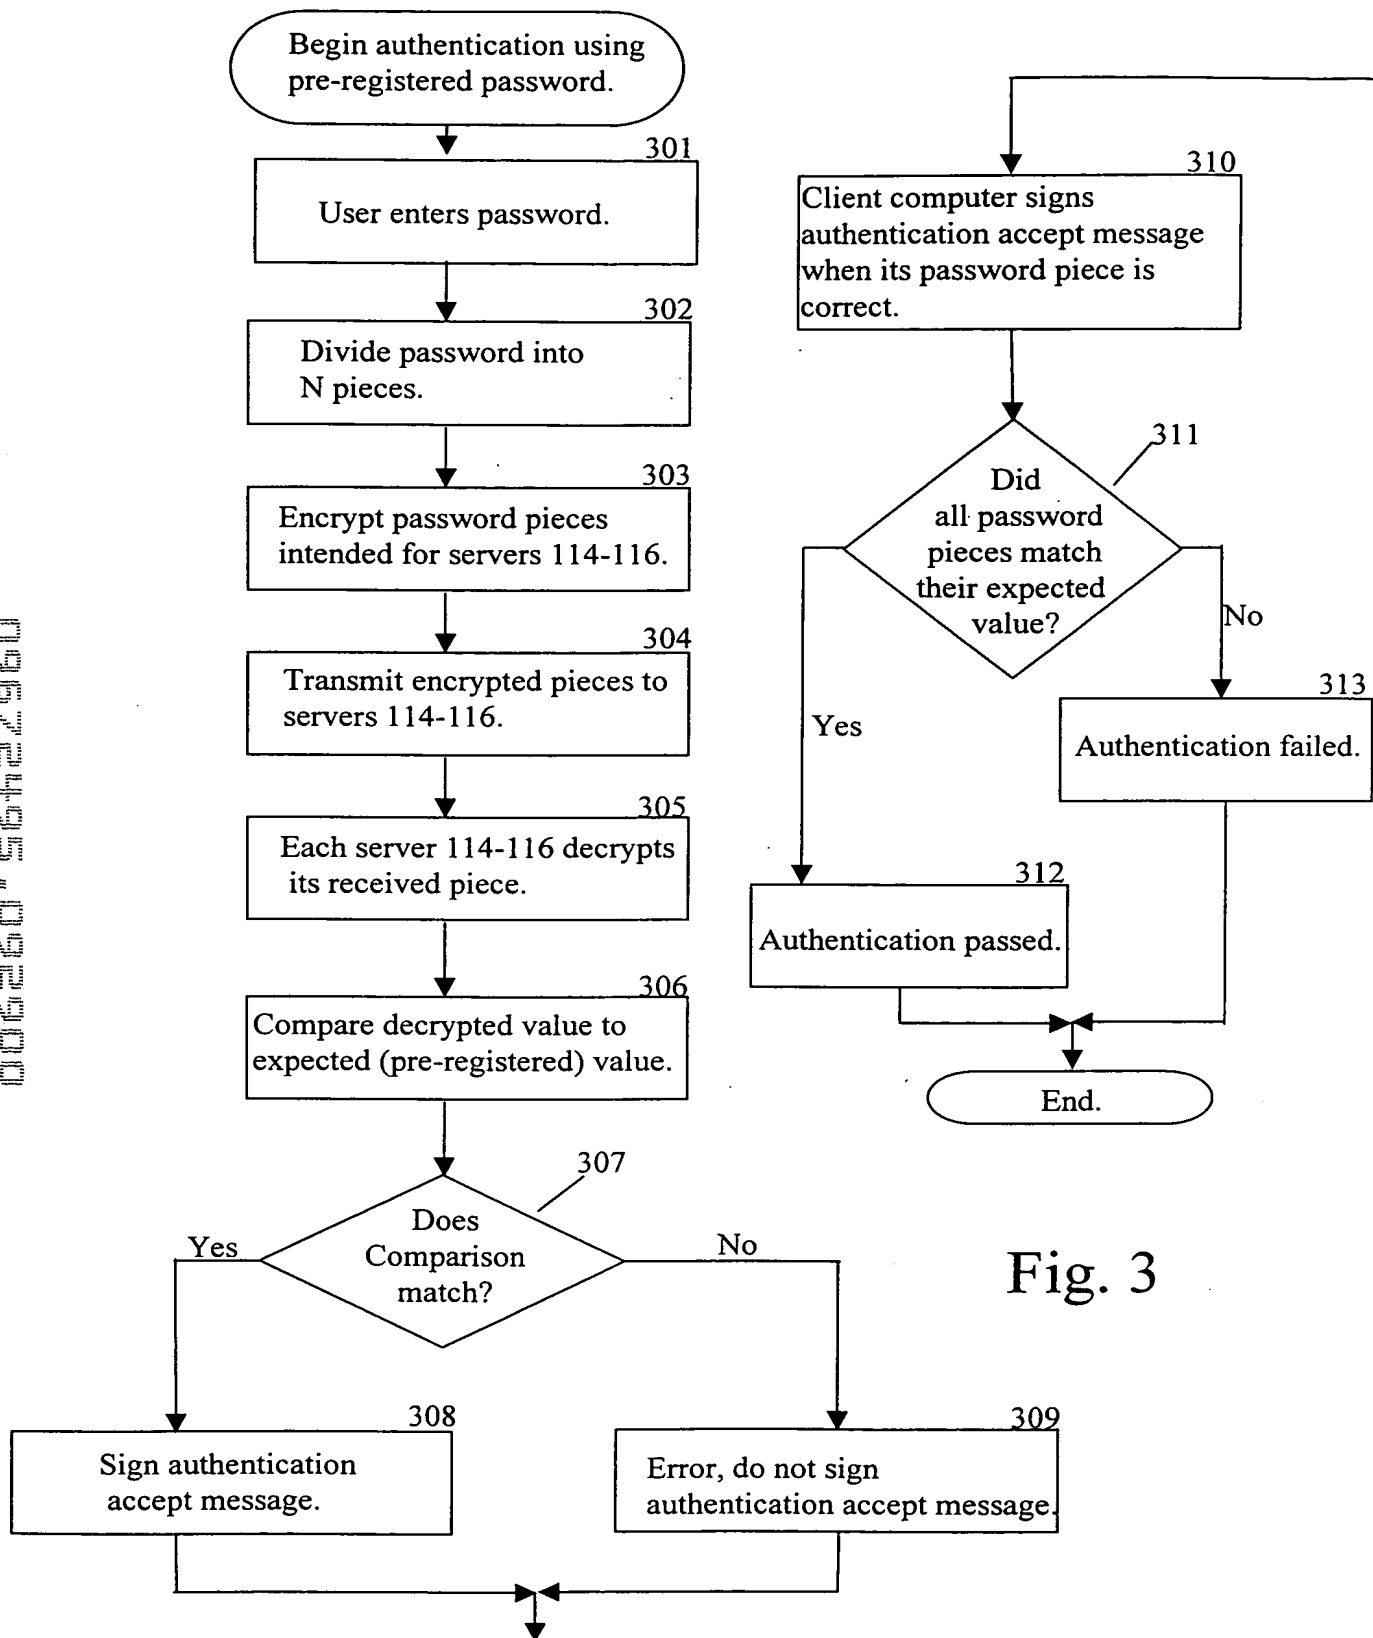 Begin authentication using
pre-registered password.
301
User enters password.
302
Divide password into
N pieces.
303
Encrypt password pieces
intended for servers 114-116.
304
Transmit encrypted pieces to
servers 114-116.
305
Each server 114-116 decrypts
its received piece.
306
Compare decrypted value to
expected (pre-registered) value.
307
Does
Comparison
match?
Yes
No
308
Sign authentication
accept message.
309
Error, do not sign
authentication accept message.
310
Client computer signs
authentication accept message
when its password piece is
correct.
311
Did
all password
pieces match
their expected
value?
Yes
No
313
Authentication failed.
312
Authentication passed.
End.
Fig. 3